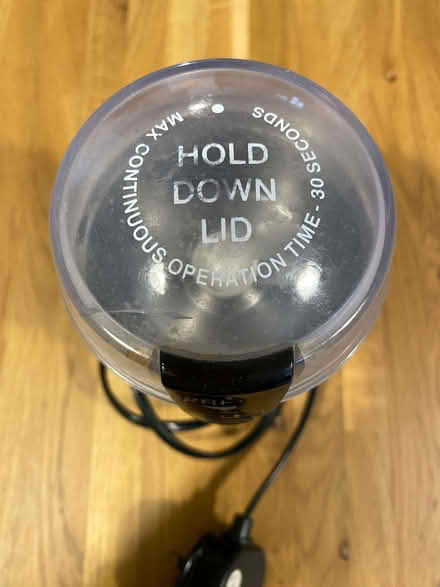 HOLD
DOWN
LID
MAX CONTINUOUS OPERATION TIME - 30 SECONDS